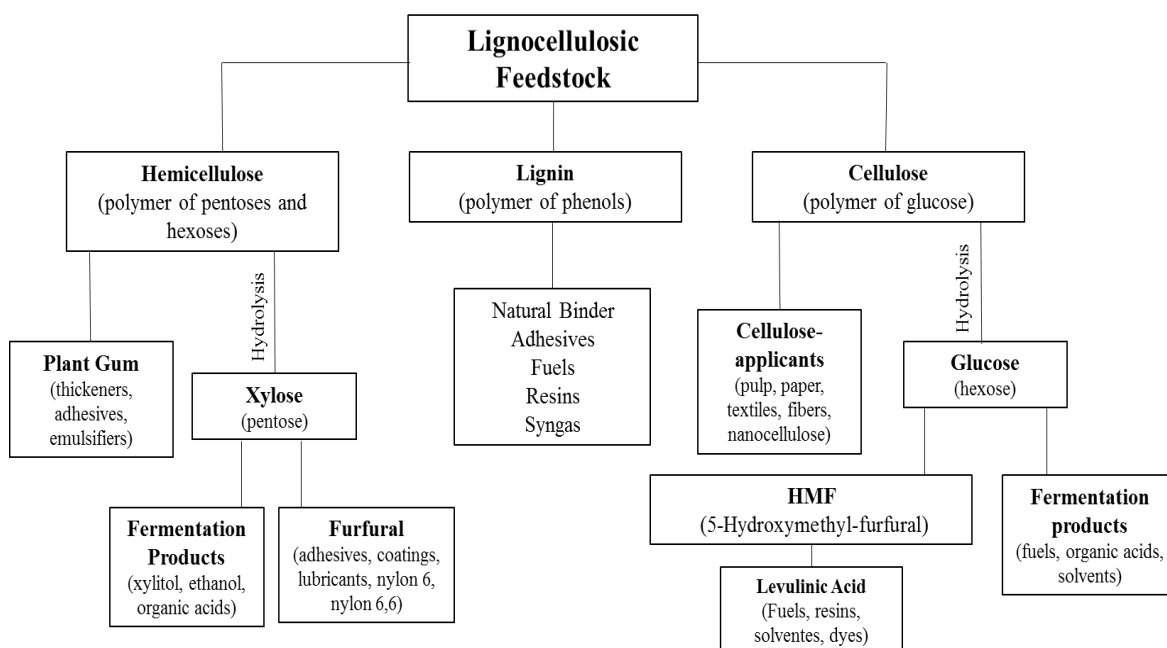 Lignocellulosic
Feedstock
Hemicellulose
(polymer of pentoses and
hexoses)
Lignin
(polymer of phenols)
Cellulose
(polymer of glucose)
Hydrolysis
Hydrolysis
Plant Gum
(thickeners,
adhesives,
emulsifiers)
Xylose
(pentose)
Natural Binder
Adhesives
Fuels
Resins
Syngas
Cellulose-
applicants
(pulp, paper,
textiles, fibers,
nanocellulose)
Glucose
(hexose)
Fermentation
Products
(xylitol, ethanol,
organic acids)
Furfural
(adhesives, coatings,
lubricants, nylon 6,
nylon 6,6)
HMF
(5-Hydroxymethyl-furfural)
Fermentation
products
(fuels, organic acids,
solvents)
Levulinic Acid
(Fuels, resins,
solventes, dyes)